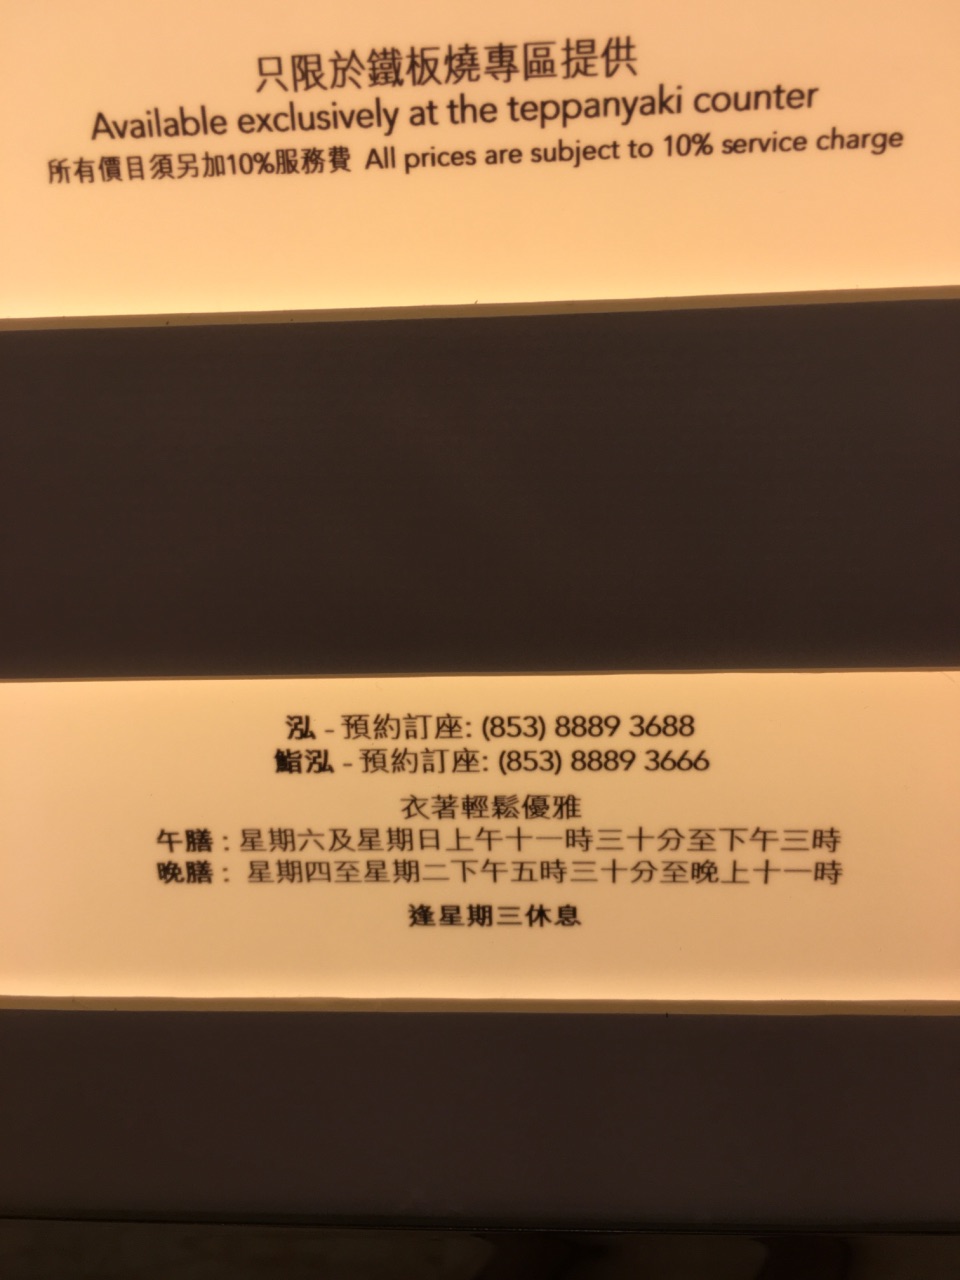 只限於鐵板燒專區提供
Available exclusively at the teppanyaki counter
所有價目須另加10%服務費 All prices are subject to 10% service charge
泓 - 預約訂座: (853) 8889 3688
鮨泓 - 預約訂座: (853) 8889 3666
衣著輕鬆優雅
午膳 : 星期六及星期日上午十一時三十分至下午三時
晚膳 : 星期四至星期二下午五時三十分至晚上十一時
逢星期三休息